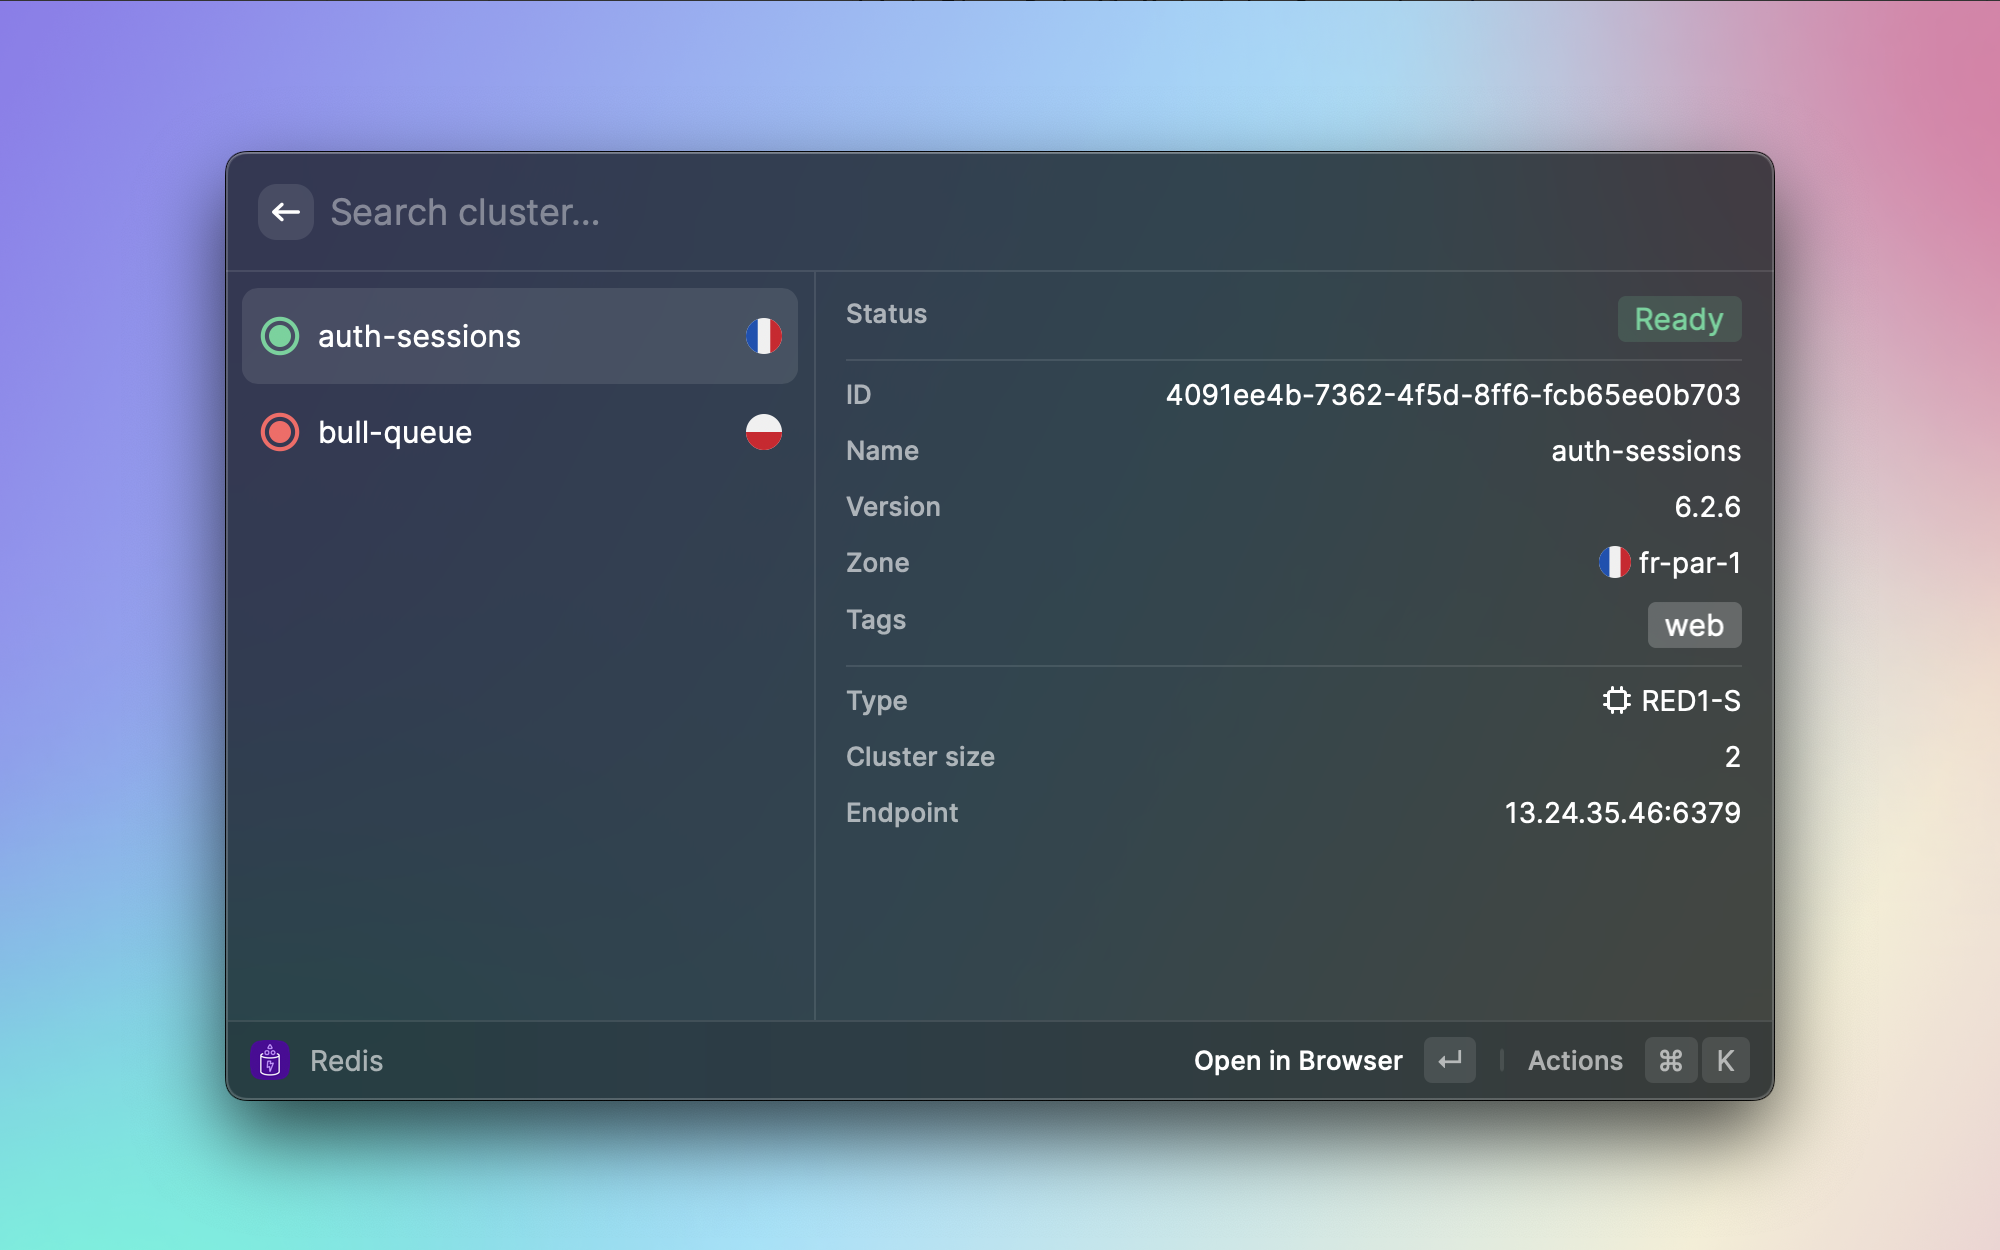 Search cluster...
auth-sessions
bull-queue
Status Ready
ID 4091ee4b-7362-4f5d-8ff6-fcb65ee0b703
Name auth-sessions
Version 6.2.6
Zone fr-par-1
Tags web
Type RED1-S
Cluster size 2
Endpoint 13.24.35.46:6379
Redis Open in Browser ↵ Actions ⌘ K